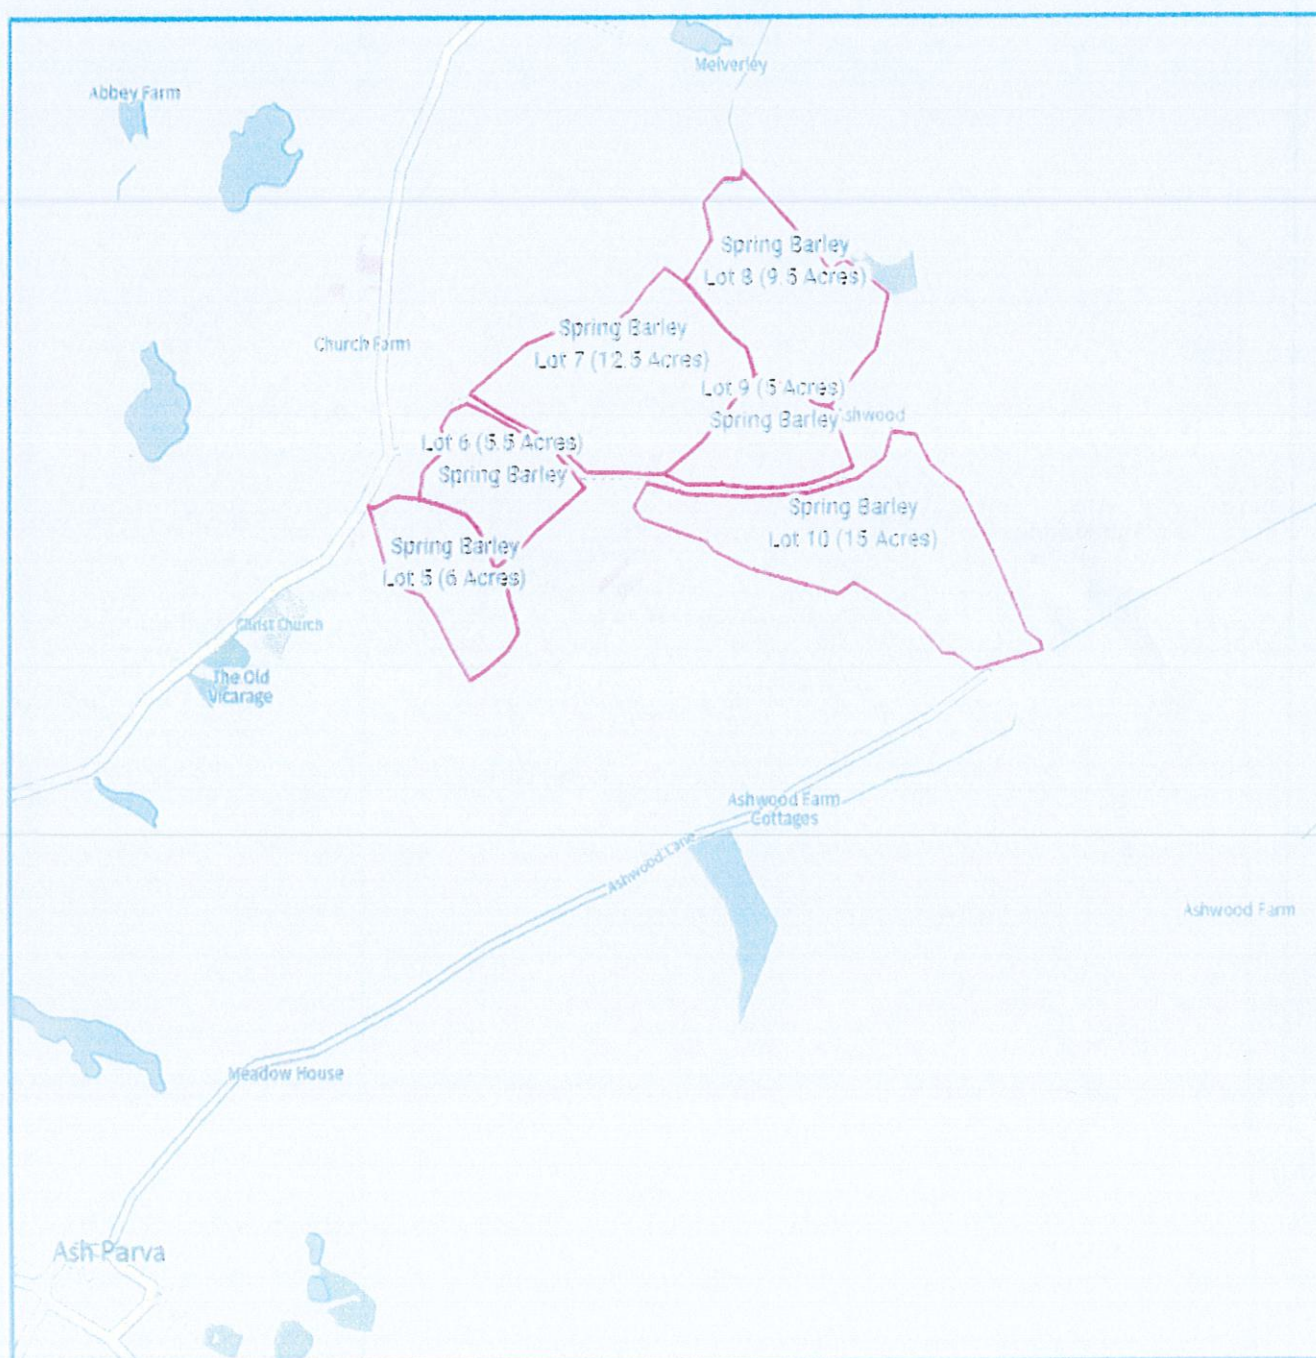 Melverley
Abbey Farm
Spring Barley
Lot 8 (9.5 Acres)
Spring Barley
Lot 7 (12.5 Acres)
Church Farm
Lot 9 (5 Acres)
Spring Barley
Ashwood
Lot 6 (5.5 Acres)
Spring Barley
Spring Barley
Lot 10 (15 Acres)
Spring Barley
Lot 5 (6 Acres)
Christ Church
The Old
Vicarage
Ashwood Farm
Cottages
Ashwood Lane
Ashwood Farm
Meadow House
Ash Parva